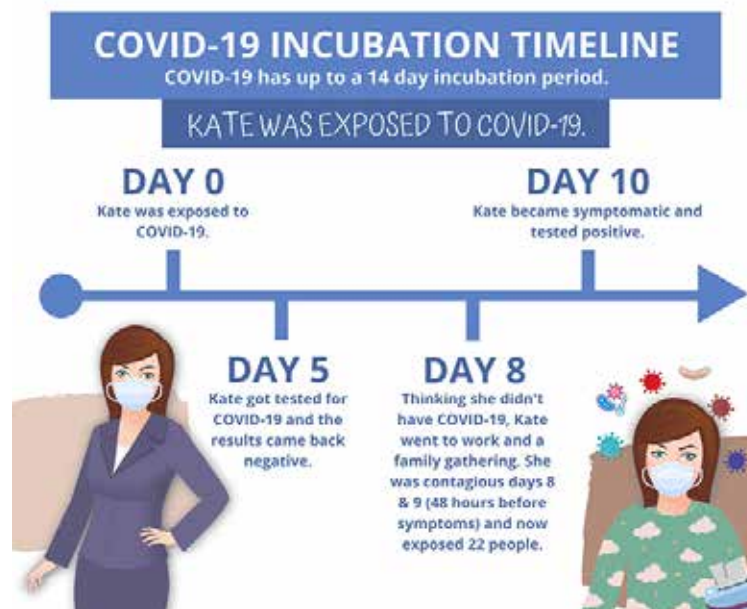 COVID-19 INCUBATION TIMELINE
COVID-19 has up to a 14 day incubation period.
KATE WAS EXPOSED TO COVID-19.
DAY 0
Kate was exposed to
COVID-19.
DAY 10
Kate became symptomatic and
tested positive.
DAY 5
Kate got tested for
COVID-19 and the
results came back
negative.
DAY 8
Thinking she didn't
have COVID-19, Kate
went to work and a
family gathering. She
was contagious days 8
& 9 (48 hours before
symptoms) and now
exposed 22 people.